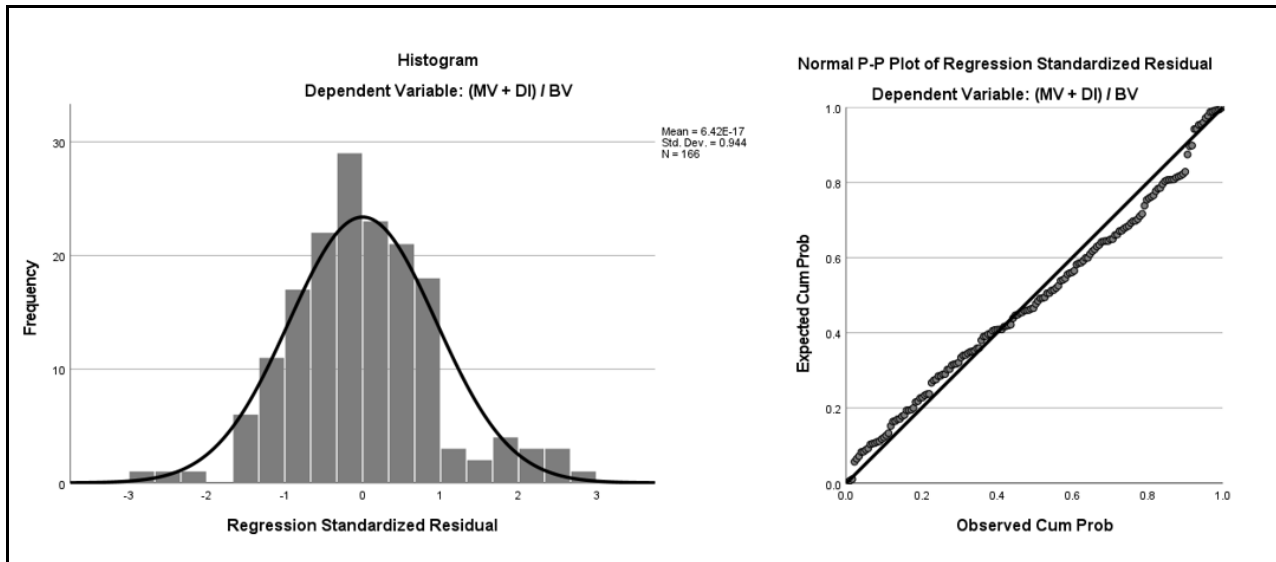 Histogram
Dependent Variable: (MV + DI) / BV
Mean = 6.42E-17
Std. Dev. = 0.944
N = 166
Frequency
30
20
10
0
-3
-2
-1
0
1
2
3
Regression Standardized Residual
Normal P-P Plot of Regression Standardized Residual
Dependent Variable: (MV + DI) / BV
Expected Cum Prob
1.0
0.8
0.6
0.4
0.2
0.0
0.0
0.2
0.4
0.6
0.8
1.0
Observed Cum Prob